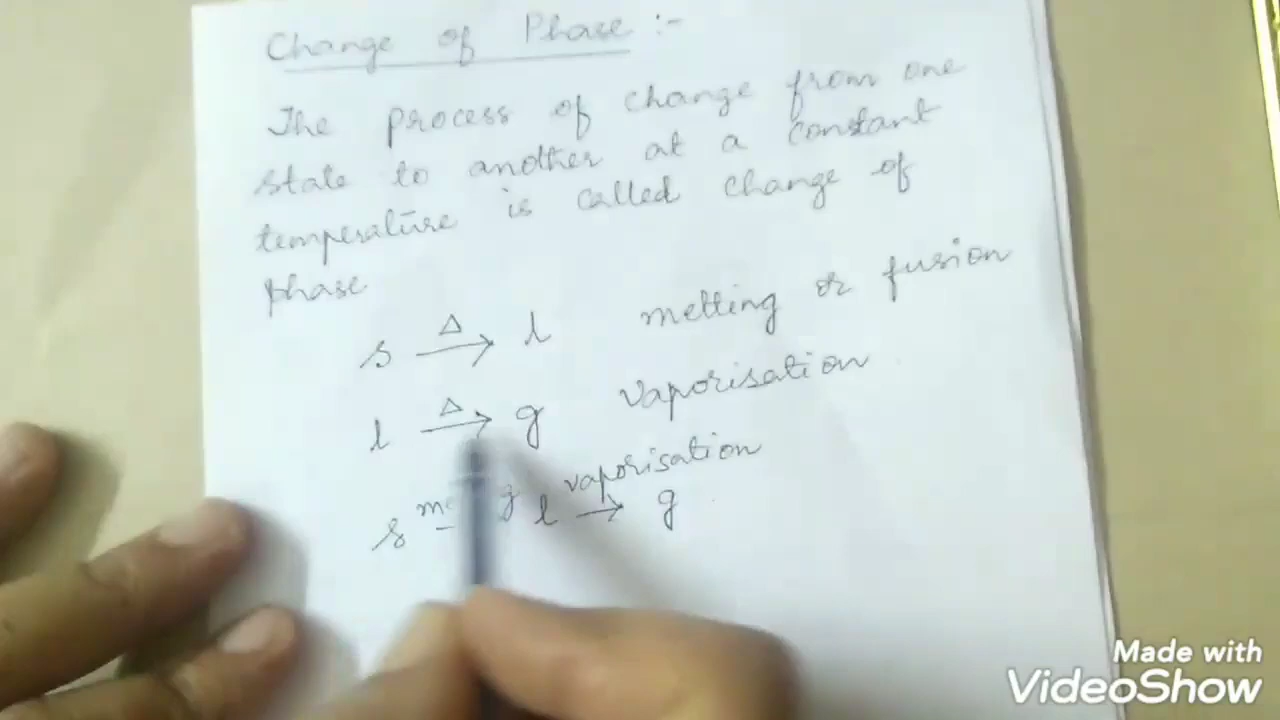 Change of Phase :-
The process of change from one
state to another at a constant
temperature is called change of
phase
s Δ→ l melting or fusion
l Δ→ g vaporisation
vaporisation
s l → g
Made with
VideoShow